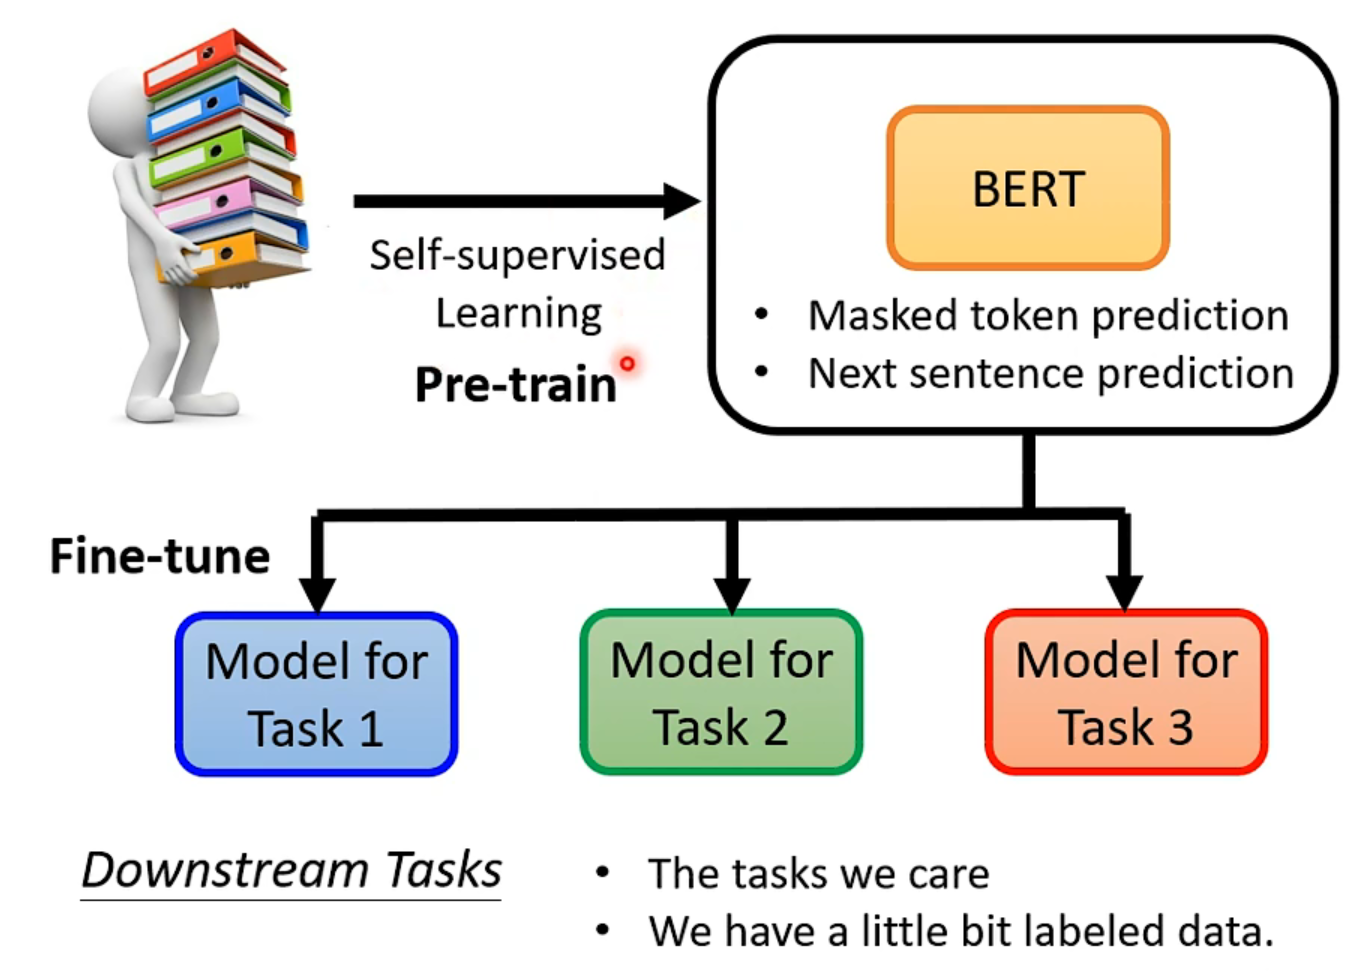 BERT
Self-supervised
Learning
Pre-train
• Masked token prediction
• Next sentence prediction
Fine-tune
Model for
Task 1
Model for
Task 2
Model for
Task 3
Downstream Tasks
• The tasks we care
• We have a little bit labeled data.